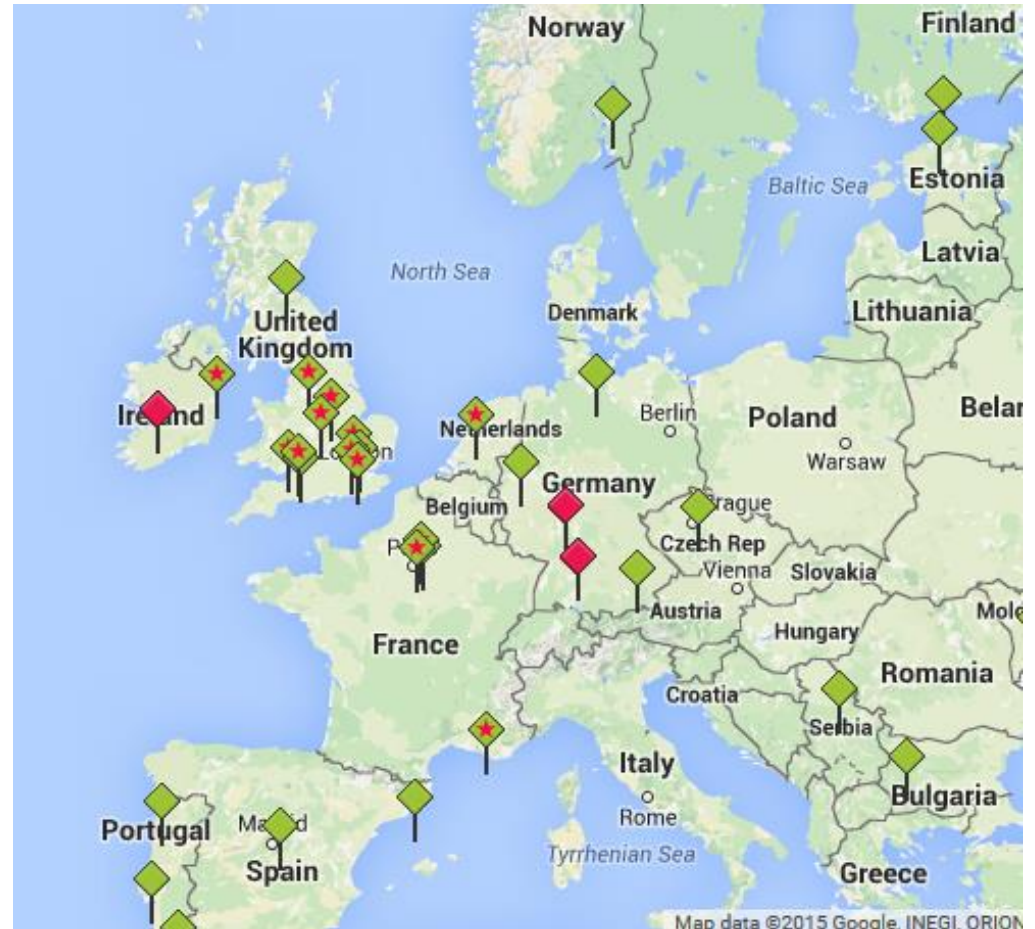 Norway
Finland
Baltic Sea
Estonia
Latvia
North Sea
Denmark
Lithuania
United
Kingdom
Ireland
Berlin
Poland
Belar
Netherlands
Warsaw
Germany
Belgium
Prague
Czech Rep
Vienna
Slovakia
Austria
Hungary
Mol
France
Romania
Croatia
Serbia
Italy
Bulgaria
Rome
Portugal
Spain
Tyrrhenian Sea
Greece
Map data ©2015 Google, INEGI, ORION